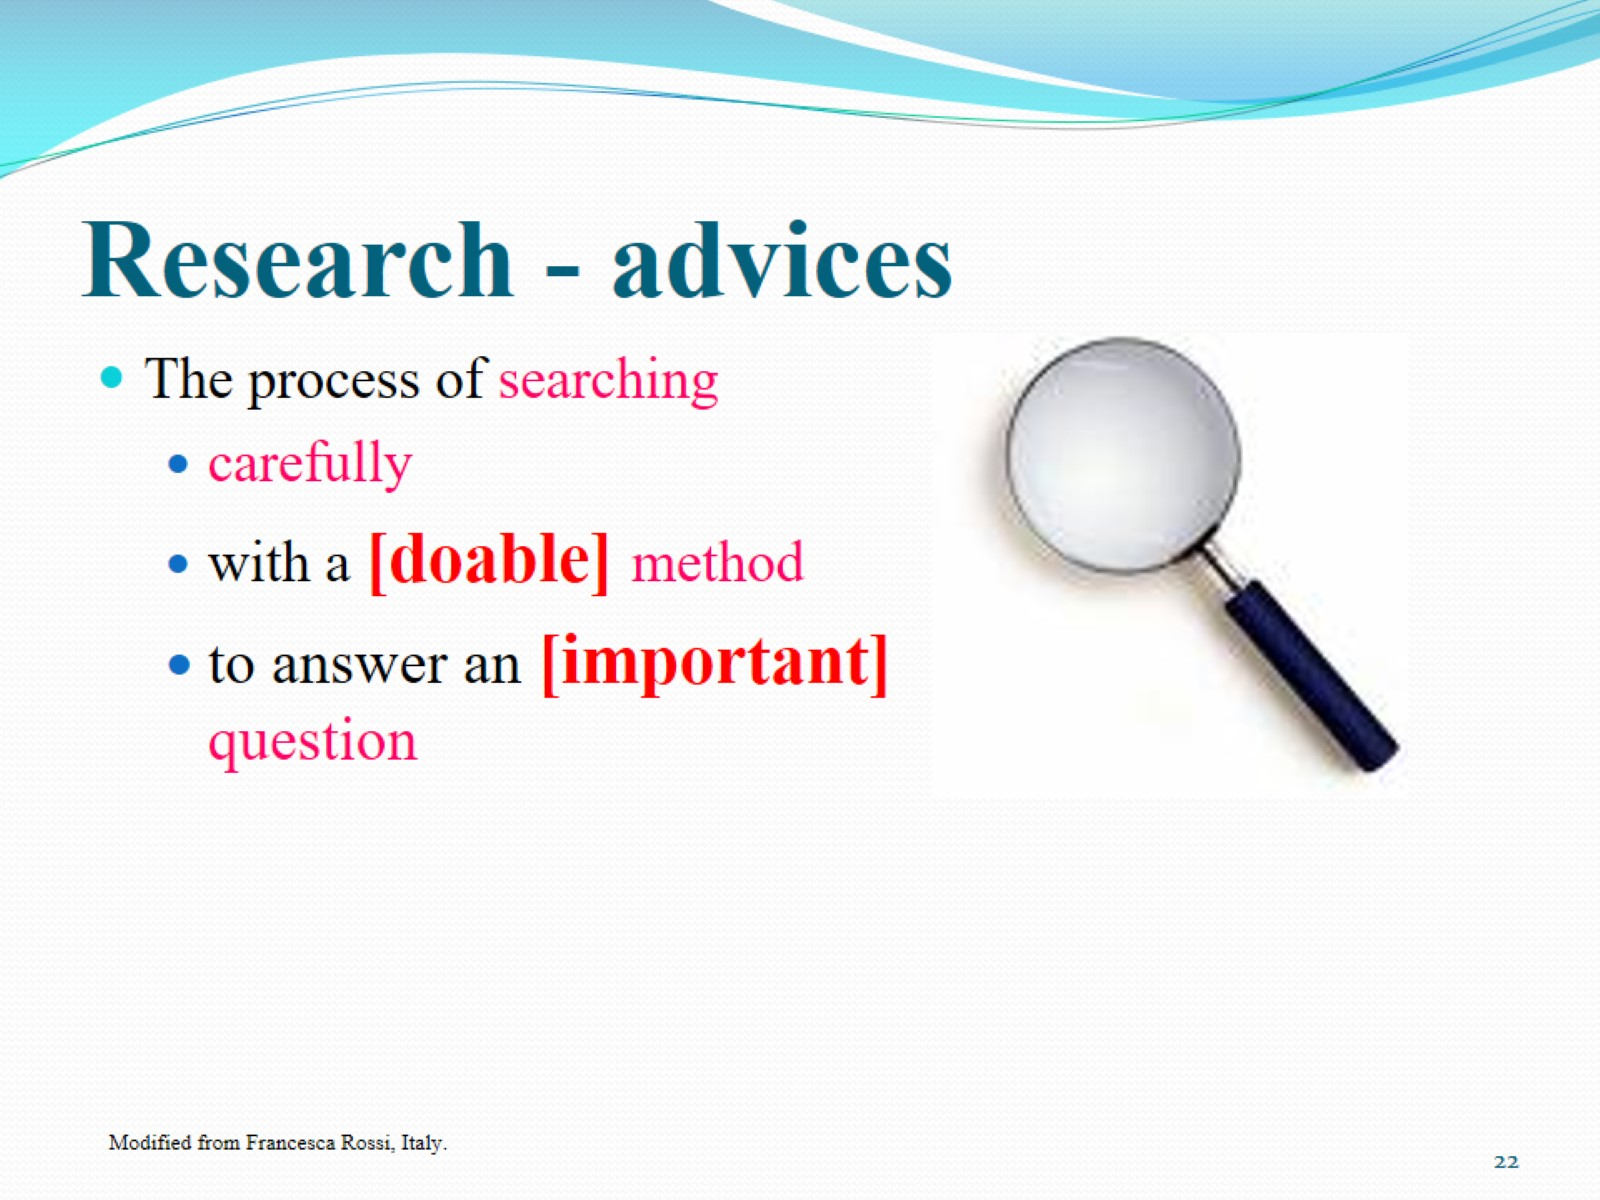 Research - advices
The process of searching
carefully
with a [doable] method
to answer an [important]
question
Modified from Francesca Rossi, Italy.
22